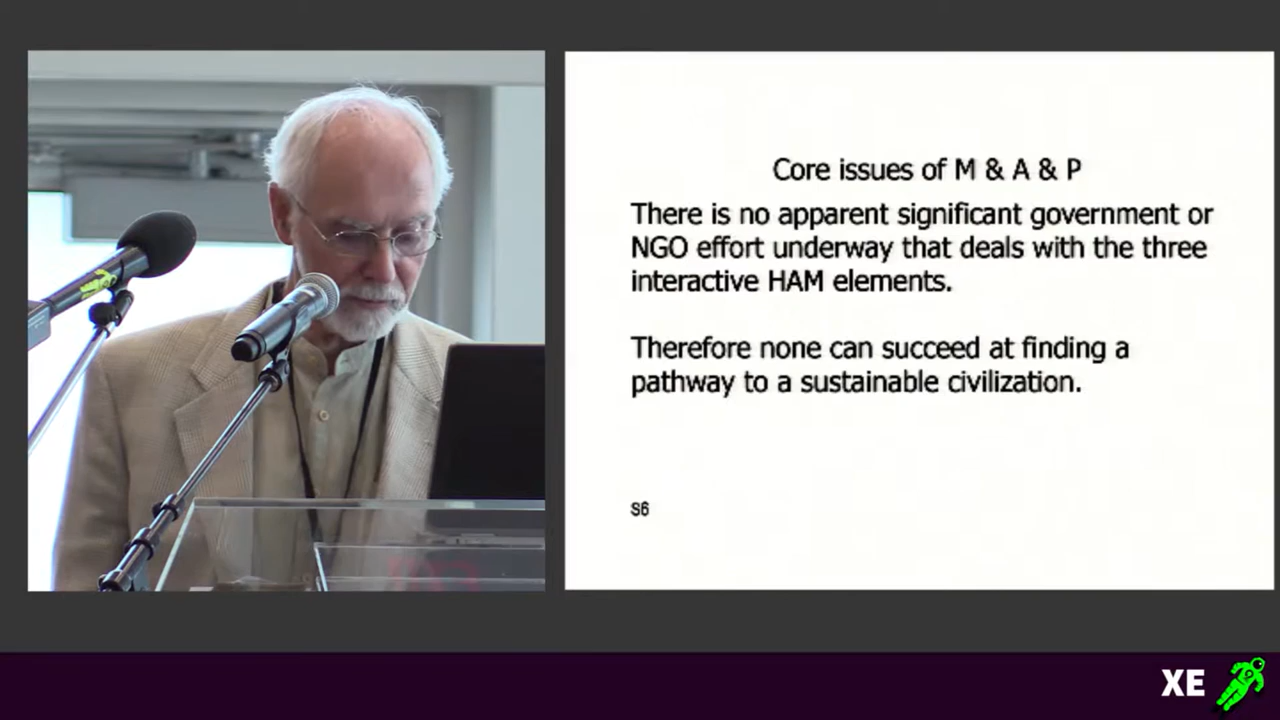 Core issues of M & A & P
There is no apparent significant government or
NGO effort underway that deals with the three
interactive HAM elements.
Therefore none can succeed at finding a
pathway to a sustainable civilization.
S6
XE